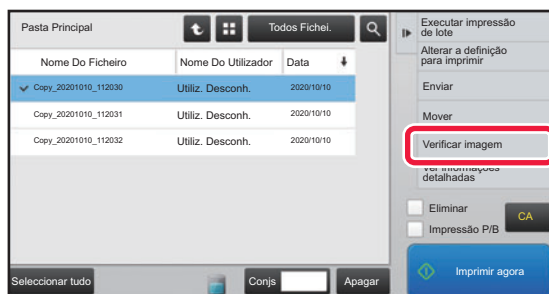 Pasta Principal
Todos Fichei.
Nome Do Ficheiro
Nome Do Utilizador
Data
Copy_20201010_112030
Utiliz. Desconh.
2020/10/10
Copy_20201010_112031
Utiliz. Desconh.
2020/10/10
Copy_20201010_112032
Utiliz. Desconh.
2020/10/10
Seleccionar tudo
Conjs
Apagar
Executar impressão
de lote
Alterar a definição
para imprimir
Enviar
Mover
Verificar imagem
Ver informações
detalhadas
Eliminar
Impressão P/B
CA
Imprimir agora